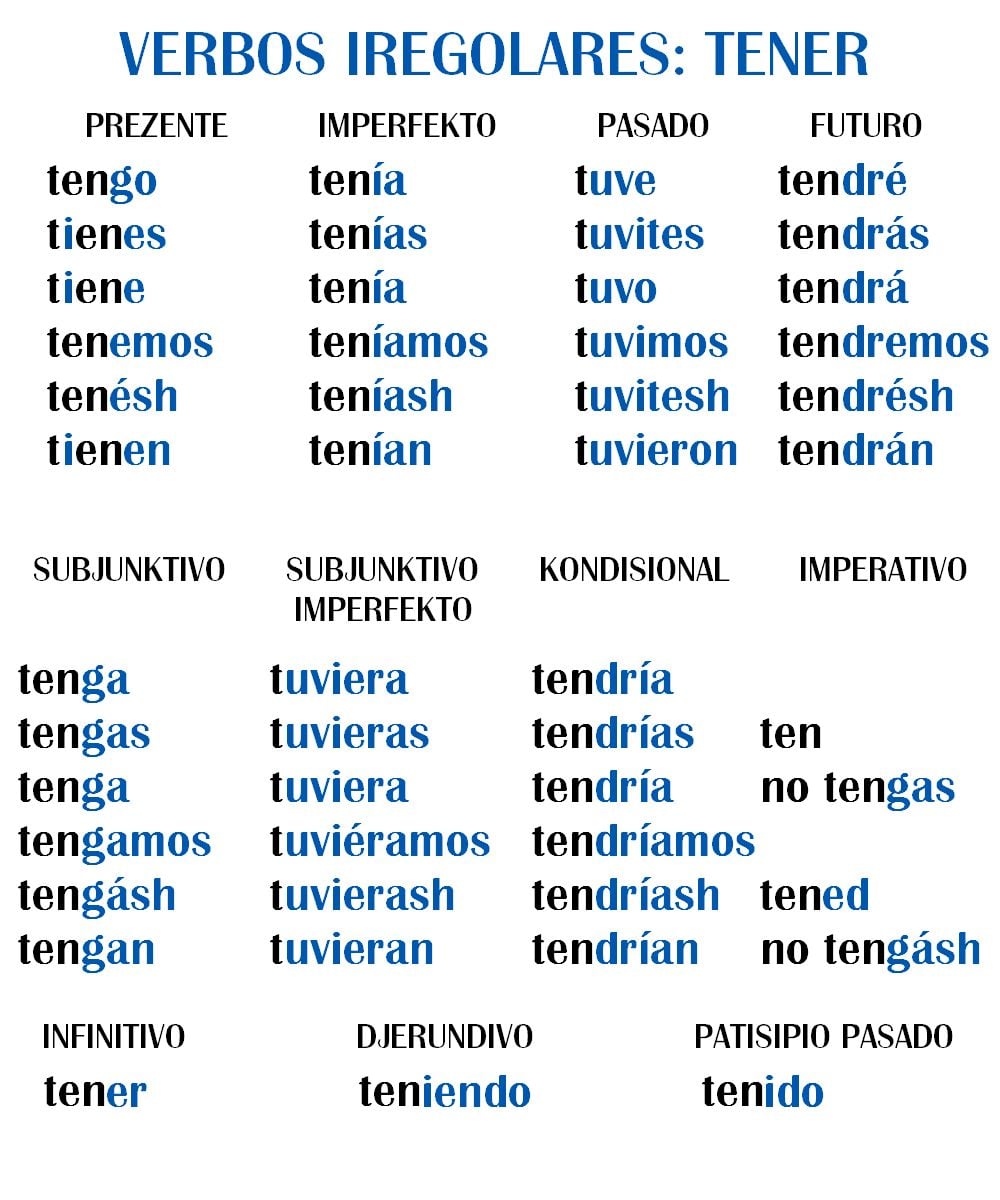 VERBOS IREGOLARES: TENER
PREZENTE IMPERFEKTO PASADO FUTURO
tengo tenía tuve tendré
tienes tenías tuvites tendrás
tiene tenía tuvo tendrá
tenemos teníamos tuvimos tendremos
tenésh teníash tuvitesh tendrésh
tienen tenían tuvieron tendrán
SUBJUNKTIVO SUBJUNKTIVO KONDISIONAL IMPERATIVO
IMPERFEKTO
tenga tuviera tendría
tengas tuvieras tendrías ten
tenga tuviera tendría no tengas
tengamos tuviéramos tendríamos
tengásh tuvierash tendríash tened
tengan tuvieran tendrían no tengásh
INFINITIVO DJERUNDIVO PATISIPIO PASADO
tener teniendo tenido